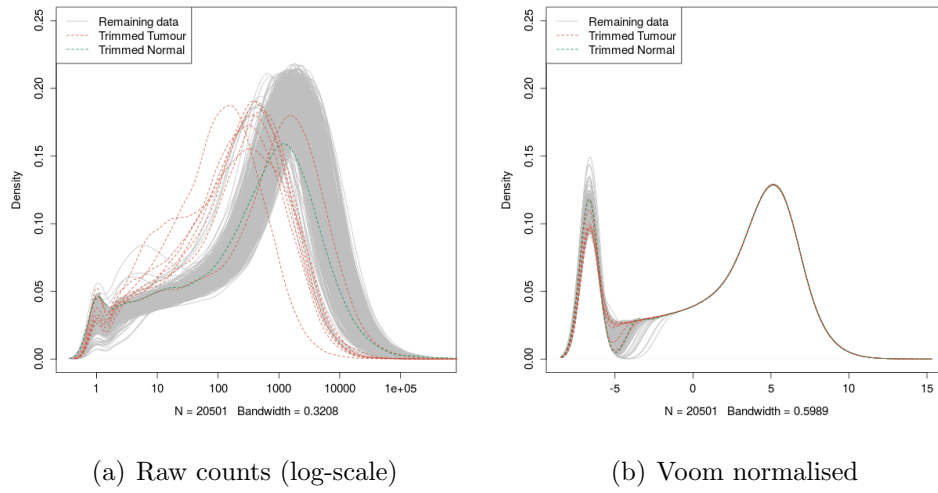 Remaining data
Trimmed Tumour
Trimmed Normal
Density
0.00
0.05
0.10
0.15
0.20
0.25
1
10
100
1000
10000
1e+05
N = 20501 Bandwidth = 0.3208
(a) Raw counts (log-scale)
Remaining data
Trimmed Tumour
Trimmed Normal
Density
0.00
0.05
0.10
0.15
0.20
0.25
-5
0
5
10
15
N = 20501 Bandwidth = 0.5989
(b) Voom normalised